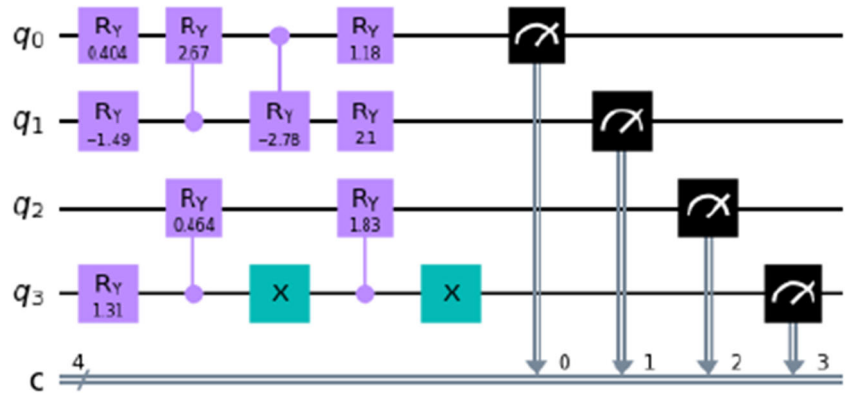 q0 RY 0.404 RY 2.67 RY 1.18
q1 RY −1.49 RY −2.78 RY 2.1
q2 RY 0.464 RY 1.83
q3 RY 1.31 X X
c 4 0 1 2 3